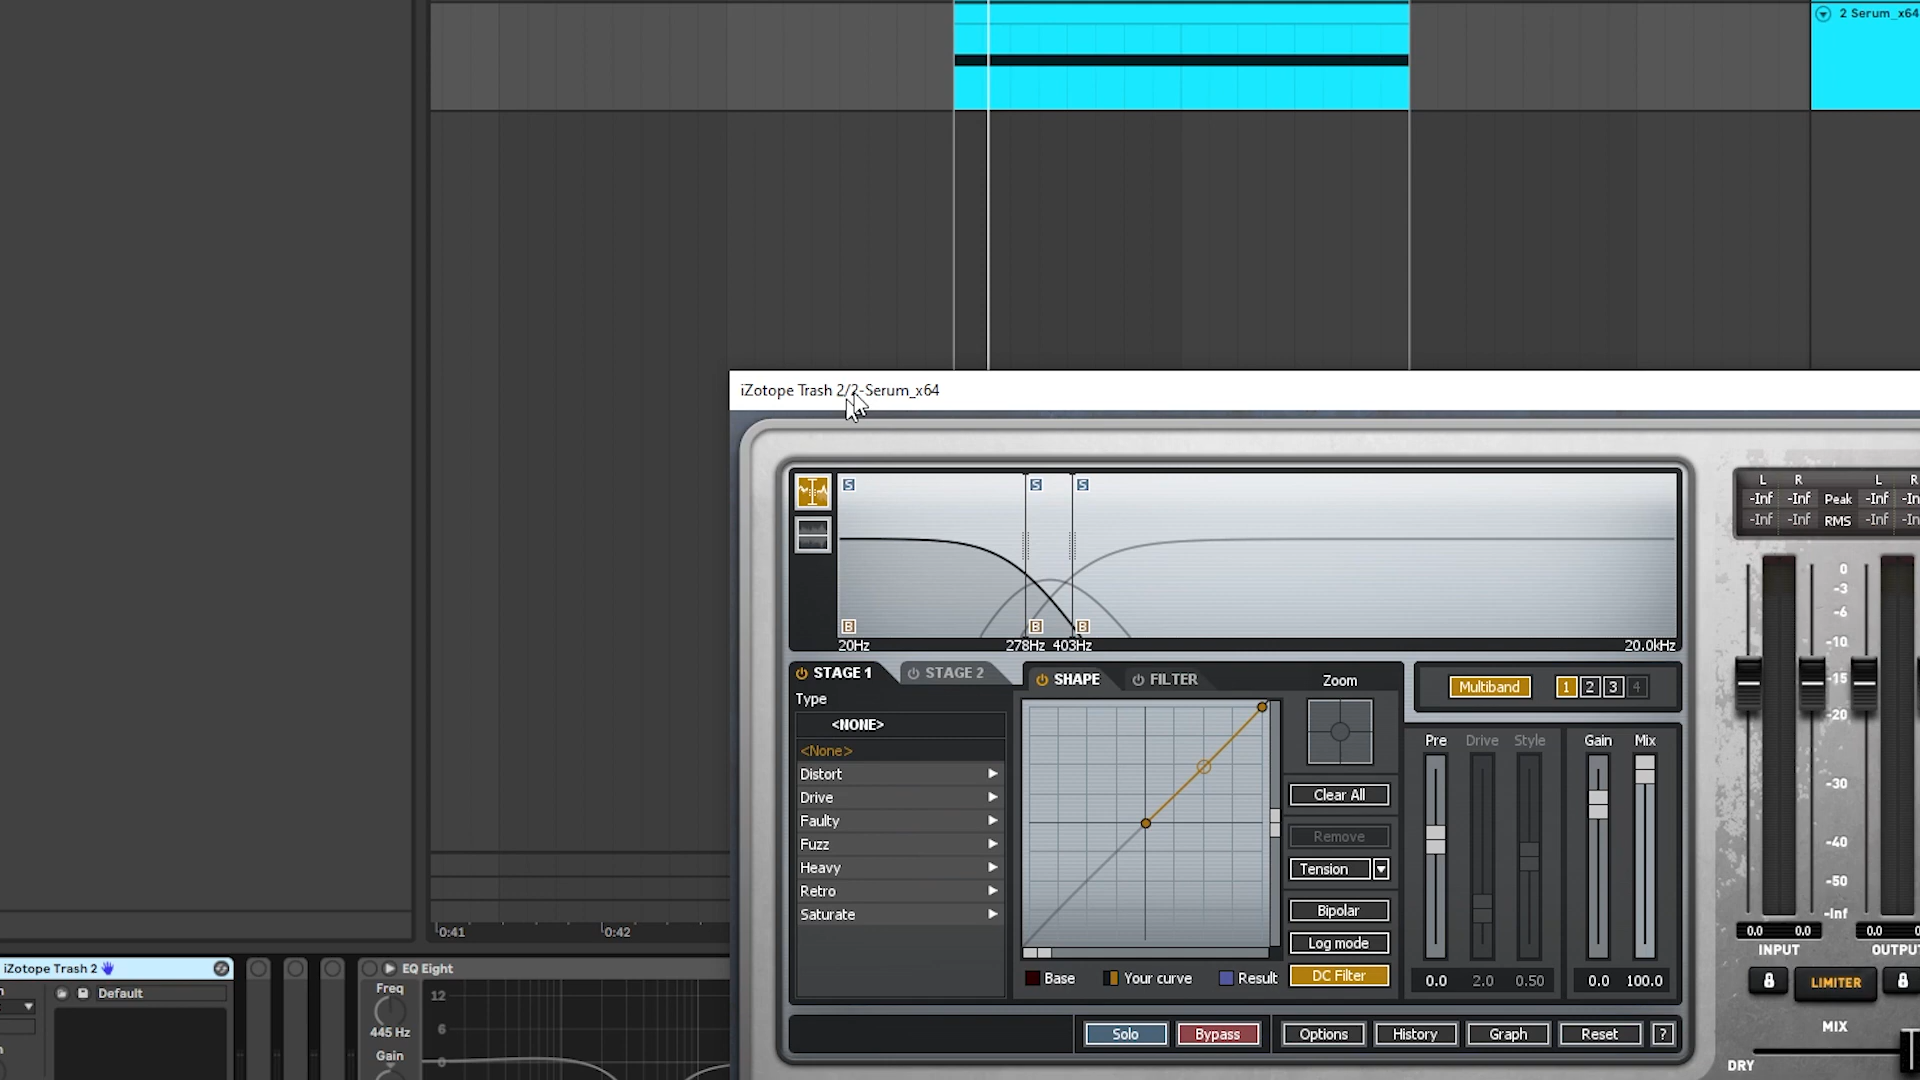 2 Serum_x64
iZotope Trash 2/2-Serum_x64
S
S
S
B
B
B
20Hz
278Hz
403Hz
20.0kHz
L
R
L
R
-Inf
-Inf
Peak
-Inf
-In
-Inf
-Inf
RMS
-Inf
-In
0
-3
-6
-10
-15
-20
-30
-40
-50
-Inf
0.0
0.0
0.0
INPUT
OUTPUT
LIMITER
MIX
DRY
STAGE 1
STAGE 2
Type
<NONE>
<None>
Distort
Drive
Faulty
Fuzz
Heavy
Retro
Saturate
SHAPE
FILTER
Zoom
Clear All
Remove
Tension
Bipolar
Log mode
DC Filter
Base
Your curve
Result
Multiband
1
2
3
4
Pre
Drive
Style
Gain
Mix
0.0
2.0
0.50
0.0
100.0
Solo
Bypass
Options
History
Graph
Reset
?
0:41
0:42
iZotope Trash 2
Default
EQ Eight
Freq
445 Hz
Gain
12
6
0